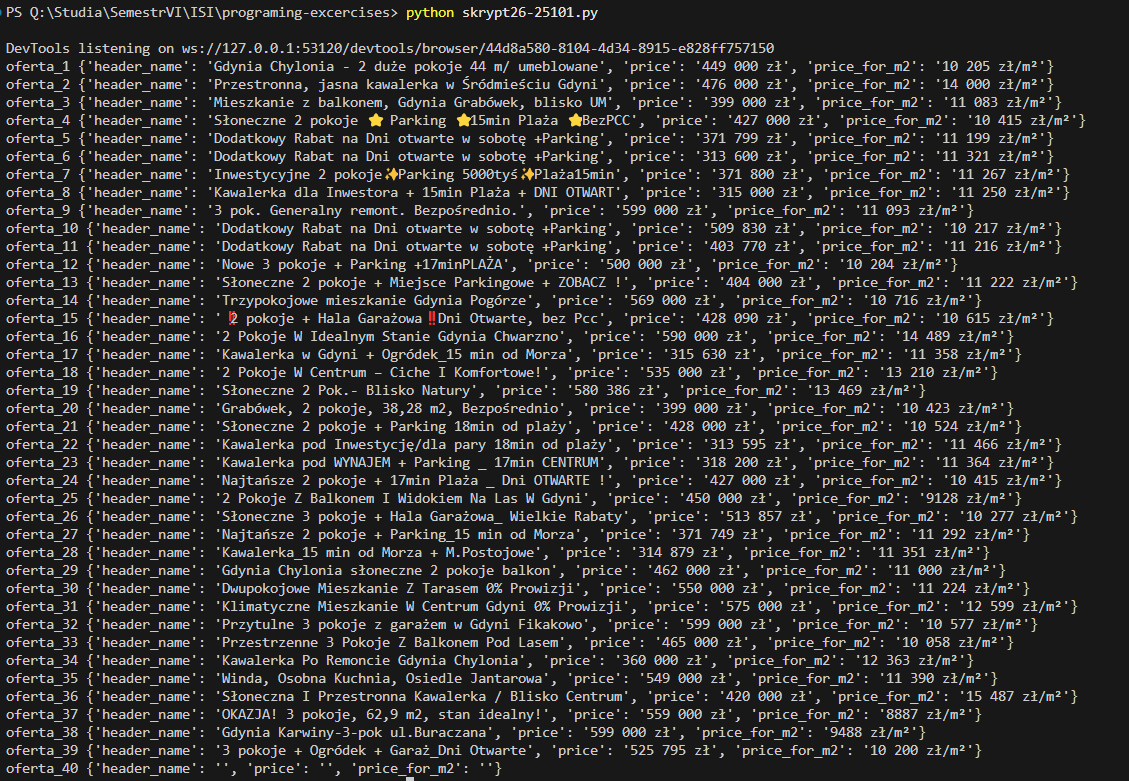 PS Q:\Studia\SemestrVI\ISI\programing-excercises> python skrypt26-25101.py
DevTools listening on ws://127.0.0.1:53120/devtools/browser/44d8a580-8104-4d34-8915-e828ff757150
oferta_1 {'header_name': 'Gdynia Chylonia - 2 duże pokoje 44 m/ umeblowane', 'price': '449 000 zł', 'price_for_m2': '10 205 zł/m²'}
oferta_2 {'header_name': 'Przestronna, jasna kawalerka w Śródmieściu Gdyni', 'price': '476 000 zł', 'price_for_m2': '14 000 zł/m²'}
oferta_3 {'header_name': 'Mieszkanie z balkonem, Gdynia Grabówek, blisko UM', 'price': '399 000 zł', 'price_for_m2': '11 083 zł/m²'}
oferta_4 {'header_name': 'Słoneczne 2 pokoje ⭐ Parking ⭐15min Plaża ⭐BezPCC', 'price': '427 000 zł', 'price_for_m2': '10 415 zł/m²'}
oferta_5 {'header_name': 'Dodatkowy Rabat na Dni otwarte w sobotę +Parking', 'price': '371 799 zł', 'price_for_m2': '11 199 zł/m²'}
oferta_6 {'header_name': 'Dodatkowy Rabat na Dni otwarte w sobotę +Parking', 'price': '313 600 zł', 'price_for_m2': '11 321 zł/m²'}
oferta_7 {'header_name': 'Inwestycyjne 2 pokoje✨Parking 5000tyś✨Plaża15min', 'price': '371 800 zł', 'price_for_m2': '11 267 zł/m²'}
oferta_8 {'header_name': 'Kawalerka dla Inwestora + 15min Plaża + DNI OTWART', 'price': '315 000 zł', 'price_for_m2': '11 250 zł/m²'}
oferta_9 {'header_name': '3 pok. Generalny remont. Bezpośrednio.', 'price': '599 000 zł', 'price_for_m2': '11 093 zł/m²'}
oferta_10 {'header_name': 'Dodatkowy Rabat na Dni otwarte w sobotę +Parking', 'price': '509 830 zł', 'price_for_m2': '10 217 zł/m²'}
oferta_11 {'header_name': 'Dodatkowy Rabat na Dni otwarte w sobotę +Parking', 'price': '403 770 zł', 'price_for_m2': '11 216 zł/m²'}
oferta_12 {'header_name': 'Nowe 3 pokoje + Parking +17minPLAŻA', 'price': '500 000 zł', 'price_for_m2': '10 204 zł/m²'}
oferta_13 {'header_name': 'Słoneczne 2 pokoje + Miejsce Parkingowe + ZOBACZ !', 'price': '404 000 zł', 'price_for_m2': '11 222 zł/m²'}
oferta_14 {'header_name': 'Trzypokojowe mieszkanie Gdynia Pogórze', 'price': '569 000 zł', 'price_for_m2': '10 716 zł/m²'}
oferta_15 {'header_name': '‼2 pokoje + Hala Garażowa‼Dni Otwarte, bez Pcc', 'price': '428 090 zł', 'price_for_m2': '10 615 zł/m²'}
oferta_16 {'header_name': '2 Pokoje W Idealnym Stanie Gdynia Chwarzno', 'price': '590 000 zł', 'price_for_m2': '14 489 zł/m²'}
oferta_17 {'header_name': 'Kawalerka w Gdyni + Ogródek_15 min od Morza', 'price': '315 630 zł', 'price_for_m2': '11 358 zł/m²'}
oferta_18 {'header_name': '2 Pokoje W Centrum – Ciche I Komfortowe!', 'price': '535 000 zł', 'price_for_m2': '13 210 zł/m²'}
oferta_19 {'header_name': 'Słoneczne 2 Pok.- Blisko Natury', 'price': '580 386 zł', 'price_for_m2': '13 469 zł/m²'}
oferta_20 {'header_name': 'Grabówek, 2 pokoje, 38,28 m2, Bezpośrednio', 'price': '399 000 zł', 'price_for_m2': '10 423 zł/m²'}
oferta_21 {'header_name': 'Słoneczne 2 pokoje + Parking 18min od plaży', 'price': '428 000 zł', 'price_for_m2': '10 524 zł/m²'}
oferta_22 {'header_name': 'Kawalerka pod Inwestycję/dla pary 18min od plaży', 'price': '313 595 zł', 'price_for_m2': '11 466 zł/m²'}
oferta_23 {'header_name': 'Kawalerka pod WYNAJEM + Parking _ 17min CENTRUM', 'price': '318 200 zł', 'price_for_m2': '11 364 zł/m²'}
oferta_24 {'header_name': 'Najtańsze 2 pokoje + 17min Plaża _ Dni OTWARTE !', 'price': '427 000 zł', 'price_for_m2': '10 415 zł/m²'}
oferta_25 {'header_name': '2 Pokoje Z Balkonem I Widokiem Na Las W Gdyni', 'price': '450 000 zł', 'price_for_m2': '9128 zł/m²'}
oferta_26 {'header_name': 'Słoneczne 3 pokoje + Hala Garażowa_ Wielkie Rabaty', 'price': '513 857 zł', 'price_for_m2': '10 277 zł/m²'}
oferta_27 {'header_name': 'Najtańsze 2 pokoje + Parking_15 min od Morza', 'price': '371 749 zł', 'price_for_m2': '11 292 zł/m²'}
oferta_28 {'header_name': 'Kawalerka_15 min od Morza + M.Postojowe', 'price': '314 879 zł', 'price_for_m2': '11 351 zł/m²'}
oferta_29 {'header_name': 'Gdynia Chylonia słoneczne 2 pokoje balkon', 'price': '462 000 zł', 'price_for_m2': '11 000 zł/m²'}
oferta_30 {'header_name': 'Dwupokojowe Mieszkanie Z Tarasem 0% Prowizji', 'price': '550 000 zł', 'price_for_m2': '11 224 zł/m²'}
oferta_31 {'header_name': 'Klimatyczne Mieszkanie W Centrum Gdyni 0% Prowizji', 'price': '575 000 zł', 'price_for_m2': '12 599 zł/m²'}
oferta_32 {'header_name': 'Przytulne 3 pokoje z garażem w Gdyni Fikakowo', 'price': '599 000 zł', 'price_for_m2': '10 577 zł/m²'}
oferta_33 {'header_name': 'Przestrzenne 3 Pokoje Z Balkonem Pod Lasem', 'price': '465 000 zł', 'price_for_m2': '10 058 zł/m²'}
oferta_34 {'header_name': 'Kawalerka Po Remoncie Gdynia Chylonia', 'price': '360 000 zł', 'price_for_m2': '12 363 zł/m²'}
oferta_35 {'header_name': 'Winda, Osobna Kuchnia, Osiedle Jantarowa', 'price': '549 000 zł', 'price_for_m2': '11 390 zł/m²'}
oferta_36 {'header_name': 'Słoneczna I Przestronna Kawalerka / Blisko Centrum', 'price': '420 000 zł', 'price_for_m2': '15 487 zł/m²'}
oferta_37 {'header_name': 'OKAZJA! 3 pokoje, 62,9 m2, stan idealny!', 'price': '559 000 zł', 'price_for_m2': '8887 zł/m²'}
oferta_38 {'header_name': 'Gdynia Karwiny-3-pok ul.Buraczana', 'price': '599 000 zł', 'price_for_m2': '9488 zł/m²'}
oferta_39 {'header_name': '3 pokoje + Ogródek + Garaż_Dni Otwarte', 'price': '525 795 zł', 'price_for_m2': '10 200 zł/m²'}
oferta_40 {'header_name': '', 'price': '', 'price_for_m2': ''}